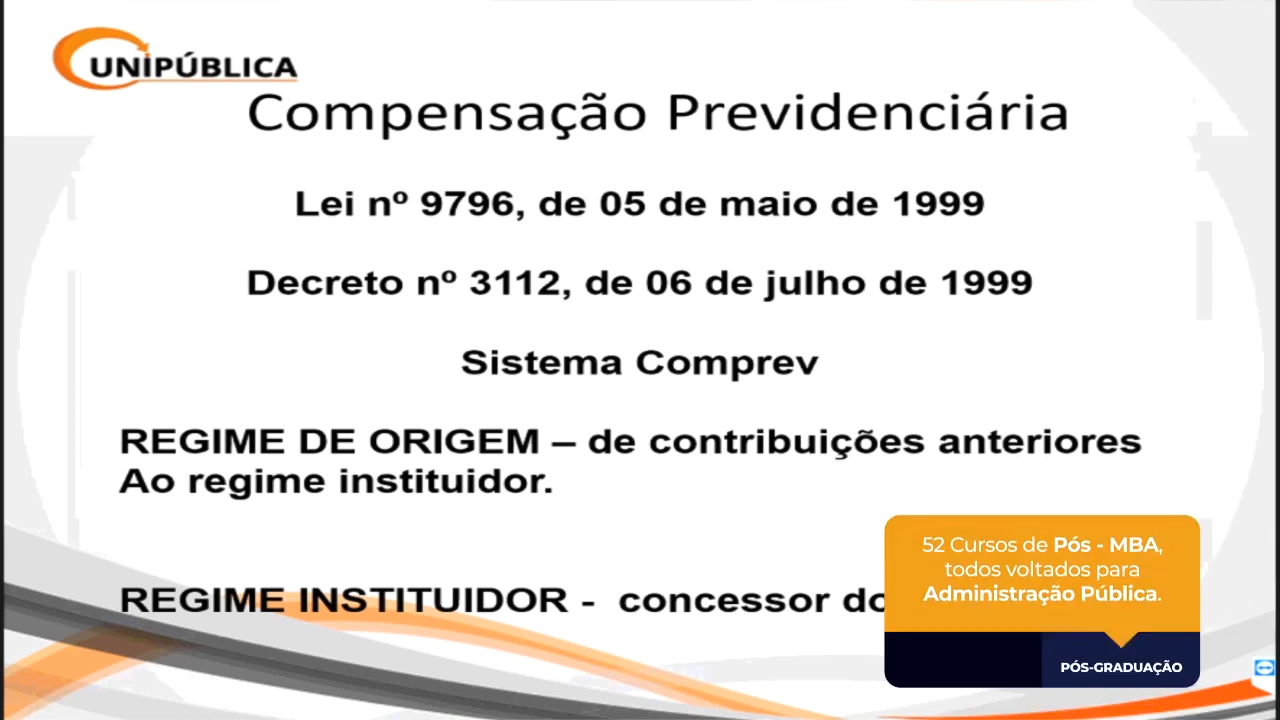 UNIPÚBLICA
Compensação Previdenciária
Lei nº 9796, de 05 de maio de 1999
Decreto nº 3112, de 06 de julho de 1999
Sistema Comprev
REGIME DE ORIGEM – de contribuições anteriores
Ao regime instituidor.
REGIME INSTITUIDOR - concessor do
52 Cursos de Pós - MBA,
todos voltados para
Administração Pública.
PÓS-GRADUAÇÃO